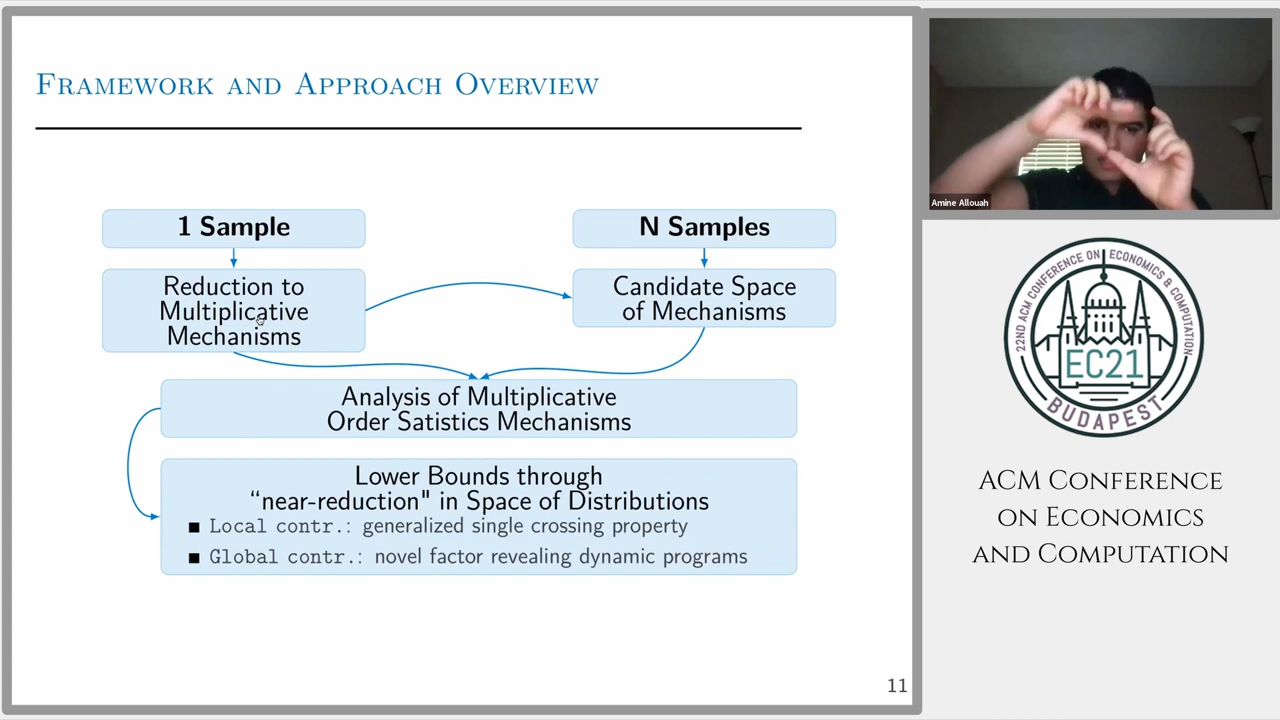 Framework and Approach Overview
1 Sample
N Samples
Reduction to
Multiplicative
Mechanisms
Candidate Space
of Mechanisms
Analysis of Multiplicative
Order Satistics Mechanisms
Lower Bounds through
“near-reduction" in Space of Distributions
■ Local contr.: generalized single crossing property
■ Global contr.: novel factor revealing dynamic programs
11
Amine Allouah
22ND ACM CONFERENCE ON ECONOMICS & COMPUTATION
EC21
BUDAPEST
ACM Conference
on Economics
and Computation